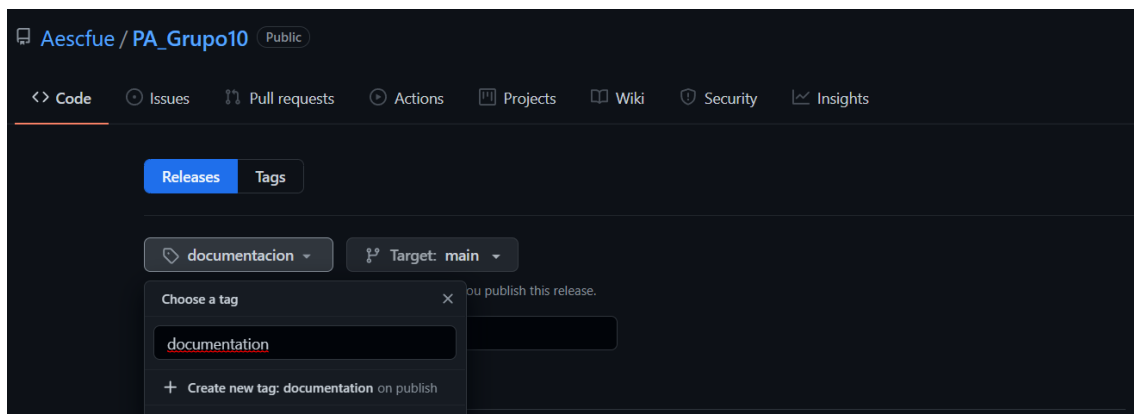 Aescfue / PA_Grupo10 Public
<> Code Issues Pull requests Actions Projects Wiki Security Insights
Releases Tags
documentacion Target: main
Choose a tag
ou publish this release.
documentation
+ Create new tag: documentation on publish